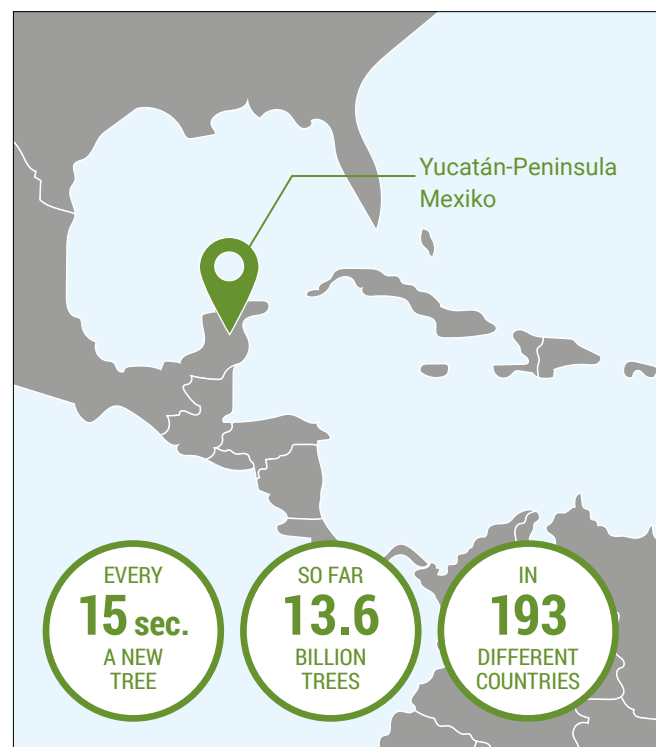 Yucatán-Peninsula
Mexiko
EVERY
15 sec.
A NEW
TREE
SO FAR
13.6
BILLION
TREES
IN
193
DIFFERENT
COUNTRIES